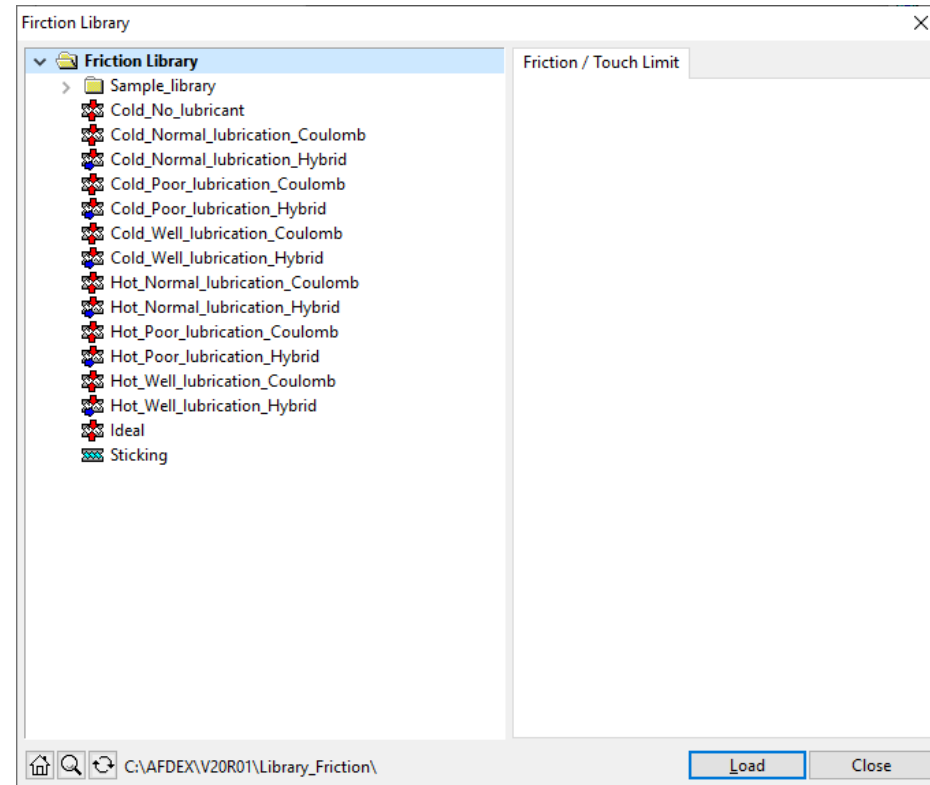 Firction Library
Friction Library
Sample_library
Cold_No_lubricant
Cold_Normal_lubrication_Coulomb
Cold_Normal_lubrication_Hybrid
Cold_Poor_lubrication_Coulomb
Cold_Poor_lubrication_Hybrid
Cold_Well_lubrication_Coulomb
Cold_Well_lubrication_Hybrid
Hot_Normal_lubrication_Coulomb
Hot_Normal_lubrication_Hybrid
Hot_Poor_lubrication_Coulomb
Hot_Poor_lubrication_Hybrid
Hot_Well_lubrication_Coulomb
Hot_Well_lubrication_Hybrid
Ideal
Sticking
Friction / Touch Limit
C:\AFDEX\V20R01\Library_Friction\
Load
Close